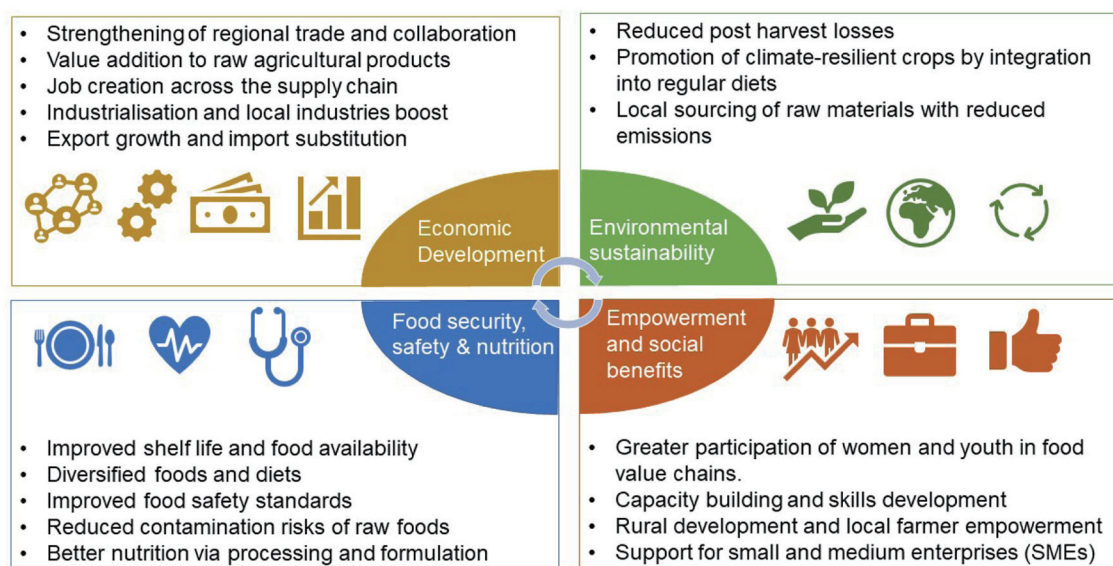 • Strengthening of regional trade and collaboration
• Value addition to raw agricultural products
• Job creation across the supply chain
• Industrialisation and local industries boost
• Export growth and import substitution
Economic
Development
• Reduced post harvest losses
• Promotion of climate-resilient crops by integration
into regular diets
• Local sourcing of raw materials with reduced
emissions
Environmental
sustainability
Food security,
safety & nutrition
• Improved shelf life and food availability
• Diversified foods and diets
• Improved food safety standards
• Reduced contamination risks of raw foods
• Better nutrition via processing and formulation
Empowerment
and social
benefits
• Greater participation of women and youth in food
value chains.
• Capacity building and skills development
• Rural development and local farmer empowerment
• Support for small and medium enterprises (SMEs)